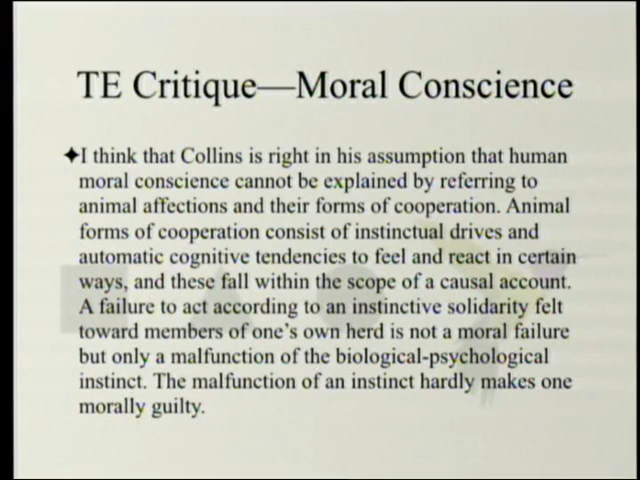 TE Critique—Moral Conscience
✦I think that Collins is right in his assumption that human
moral conscience cannot be explained by referring to
animal affections and their forms of cooperation. Animal
forms of cooperation consist of instinctual drives and
automatic cognitive tendencies to feel and react in certain
ways, and these fall within the scope of a causal account.
A failure to act according to an instinctive solidarity felt
toward members of one's own herd is not a moral failure
but only a malfunction of the biological-psychological
instinct. The malfunction of an instinct hardly makes one
morally guilty.